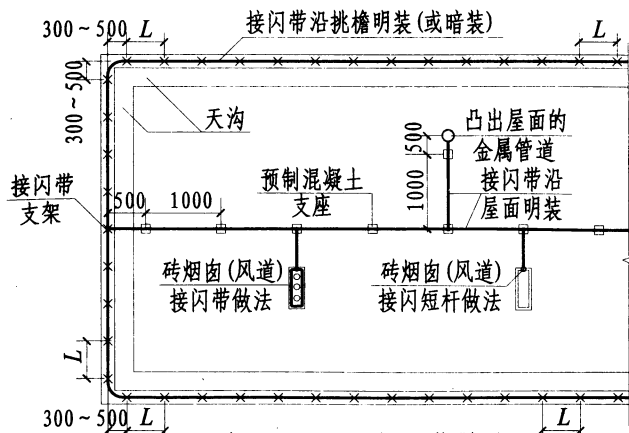 300~500 L
接闪带沿挑檐明装(或暗装)
L
300~500
天沟
500
1000
凸出屋面的
金属管道
接闪带沿
屋面明装
接闪带
支架
500 1000
预制混凝土
支座
砖烟囱(风道)
接闪带做法
砖烟囱(风道)
接闪短杆做法
L
300~500 L
L